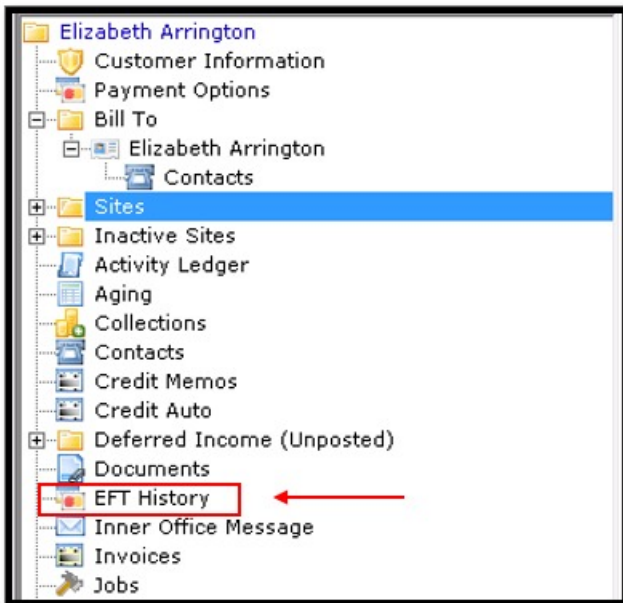 Elizabeth Arrington
Customer Information
Payment Options
Bill To
Elizabeth Arrington
Contacts
Sites
Inactive Sites
Activity Ledger
Aging
Collections
Contacts
Credit Memos
Credit Auto
Deferred Income (Unposted)
Documents
EFT History
Inner Office Message
Invoices
Jobs